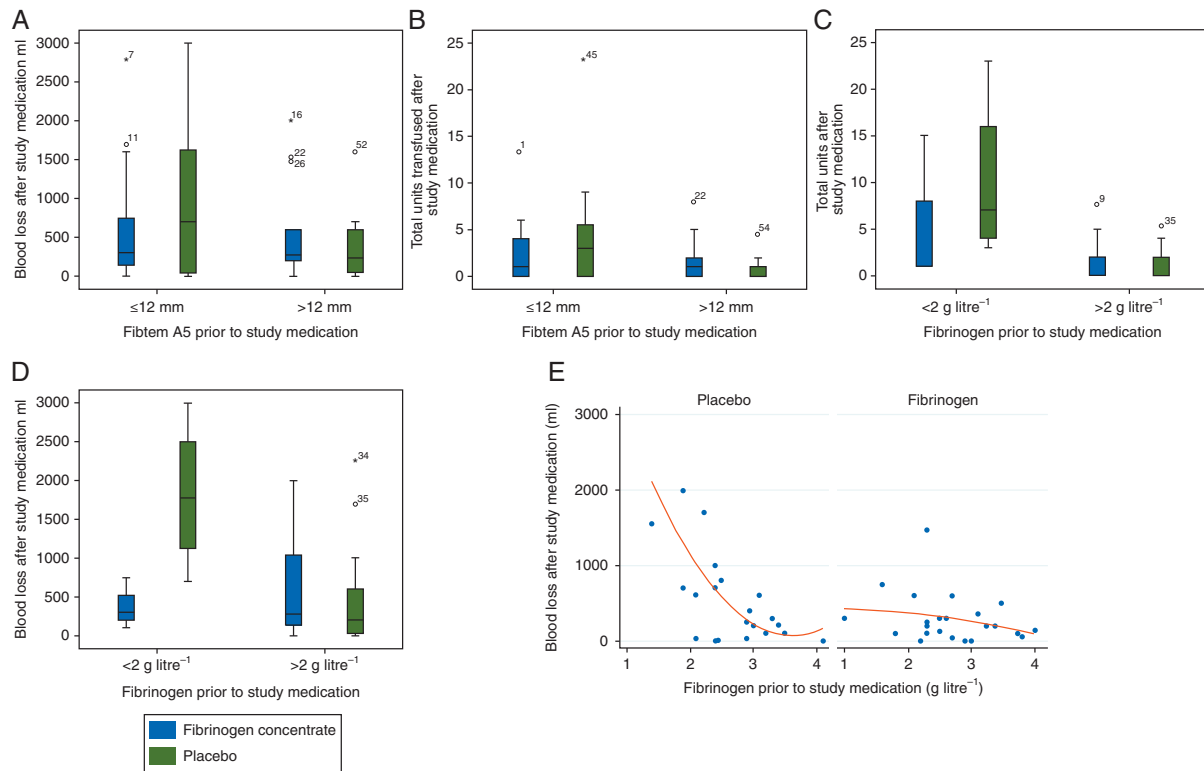 A
Blood loss after study medication ml
3000
2500
2000
1500
1000
500
0
*7
11
*16
22
26
52
≤12 mm
>12 mm
Fibtem A5 prior to study medication
B
Total units transfused after
study medication
25
20
15
10
5
0
1
*45
22
54
≤12 mm
>12 mm
Fibtem A5 prior to study medication
C
Total units after
study medication
25
20
15
10
5
0
9
35
<2 g litre⁻¹
>2 g litre⁻¹
Fibrinogen prior to study medication
D
Blood loss after study medication ml
3000
2500
2000
1500
1000
500
0
*34
35
<2 g litre⁻¹
>2 g litre⁻¹
Fibrinogen prior to study medication
Fibrinogen concentrate
Placebo
E
Placebo
Fibrinogen
Blood loss after study medication (ml)
3000
2000
1000
0
1 2 3 4 1 2 3 4
Fibrinogen prior to study medication (g litre⁻¹)